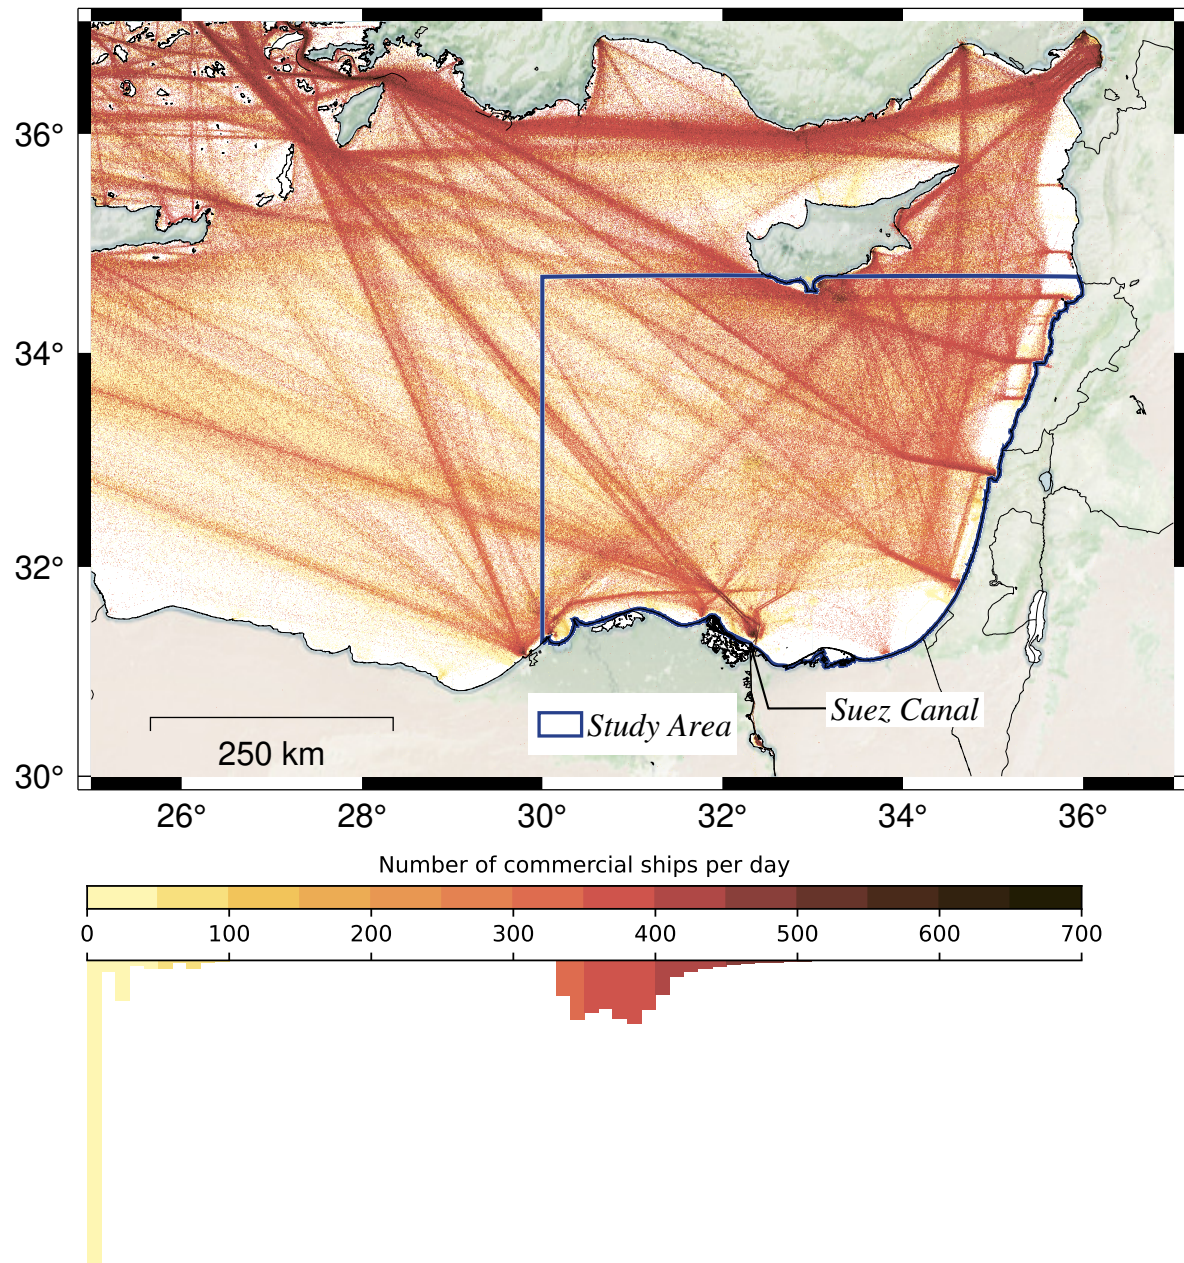 36°
34°
32°
30°
Study Area
Suez Canal
250 km
26° 28° 30° 32° 34° 36°
Number of commercial ships per day
0 100 200 300 400 500 600 700